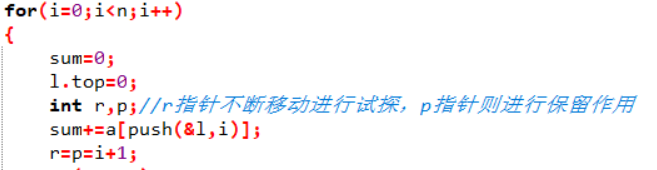 for(i=0;i<n;i++)
{
sum=0;
l.top=0;
int r,p;//r指针不断移动进行试探，p指针则进行保留作用
sum+=a[push(&l,i)];
r=p=i+1;